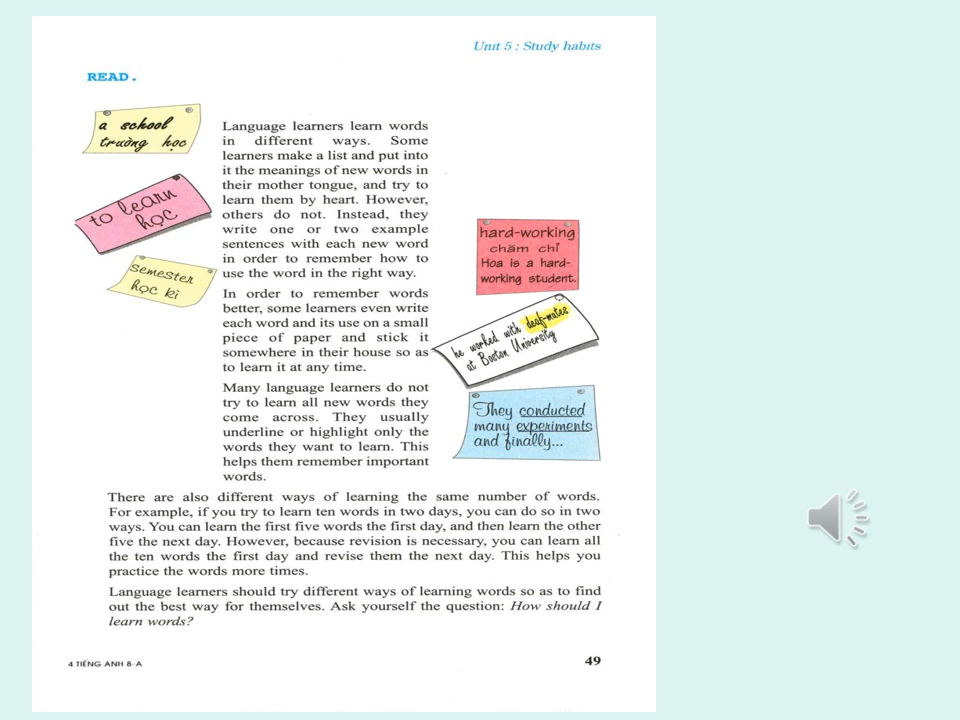 Unit 5 : Study habits
READ .
a school
trường học
to learn
học
semester
học kì
Language learners learn words
in different ways. Some
learners make a list and put into
it the meanings of new words in
their mother tongue, and try to
learn them by heart. However,
others do not. Instead, they
write one or two example
sentences with each new word
in order to remember how to
use the word in the right way.
In order to remember words
better, some learners even write
each word and its use on a small
piece of paper and stick it
somewhere in their house so as
to learn it at any time.
Many language learners do not
try to learn all new words they
come across. They usually
underline or highlight only the
words they want to learn. This
helps them remember important
words.
hard-working
chăm chỉ
Hoa is a hard-
working student.
he worked with deaf-mutes
at Boston University
They conducted
many experiments
and finally...
There are also different ways of learning the same number of words.
For example, if you try to learn ten words in two days, you can do so in two
ways. You can learn the first five words the first day, and then learn the other
five the next day. However, because revision is necessary, you can learn all
the ten words the first day and revise them the next day. This helps you
practice the words more times.
Language learners should try different ways of learning words so as to find
out the best way for themselves. Ask yourself the question: How should I
learn words?
4.TIẾNG ANH 8-A
49